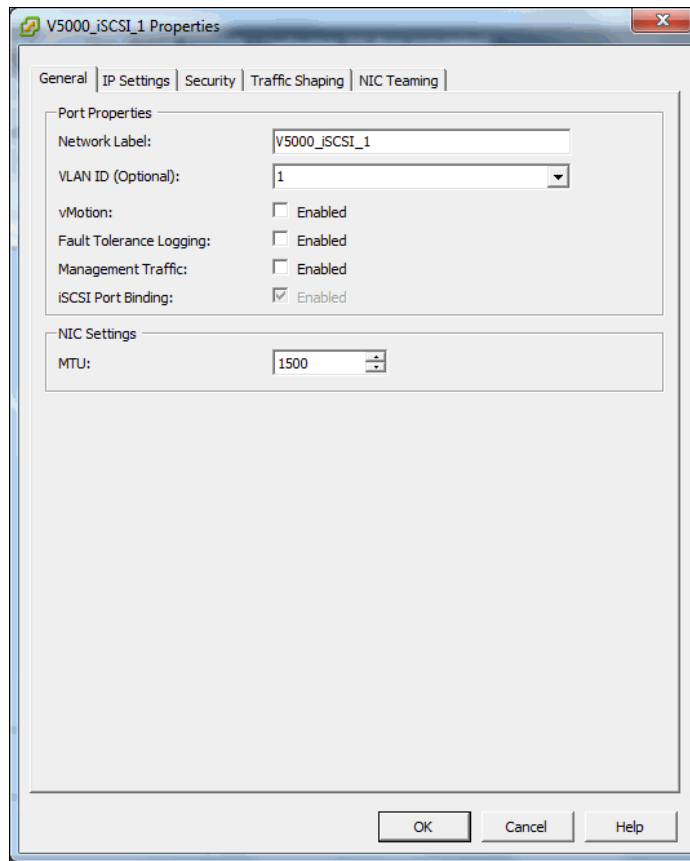 V5000_iSCSI_1 Properties
General IP Settings Security Traffic Shaping NIC Teaming
Port Properties
Network Label: V5000_iSCSI_1
VLAN ID (Optional): 1
vMotion: Enabled
Fault Tolerance Logging: Enabled
Management Traffic: Enabled
iSCSI Port Binding: Enabled
NIC Settings
MTU: 1500
OK Cancel Help